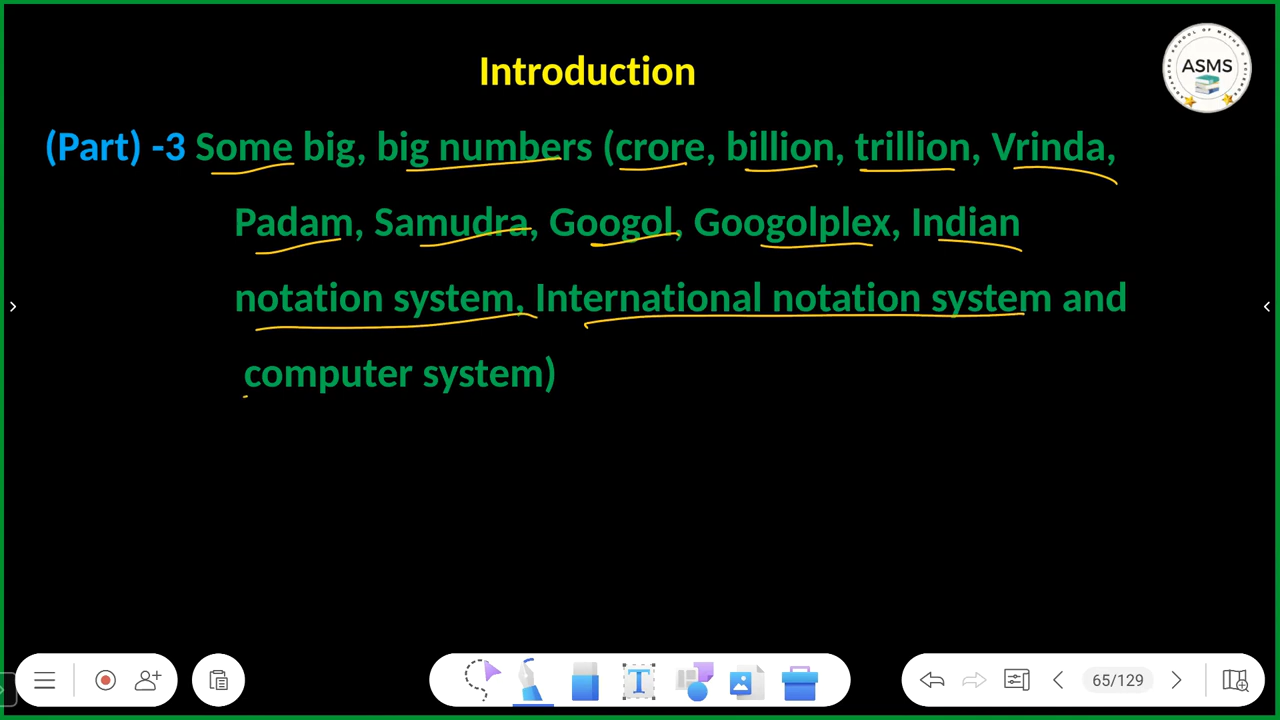 Introduction
ASMS
(Part) -3 Some big, big numbers (crore, billion, trillion, Vrinda,
Padam, Samudra, Googol, Googolplex, Indian
notation system, International notation system and
computer system)
65/129